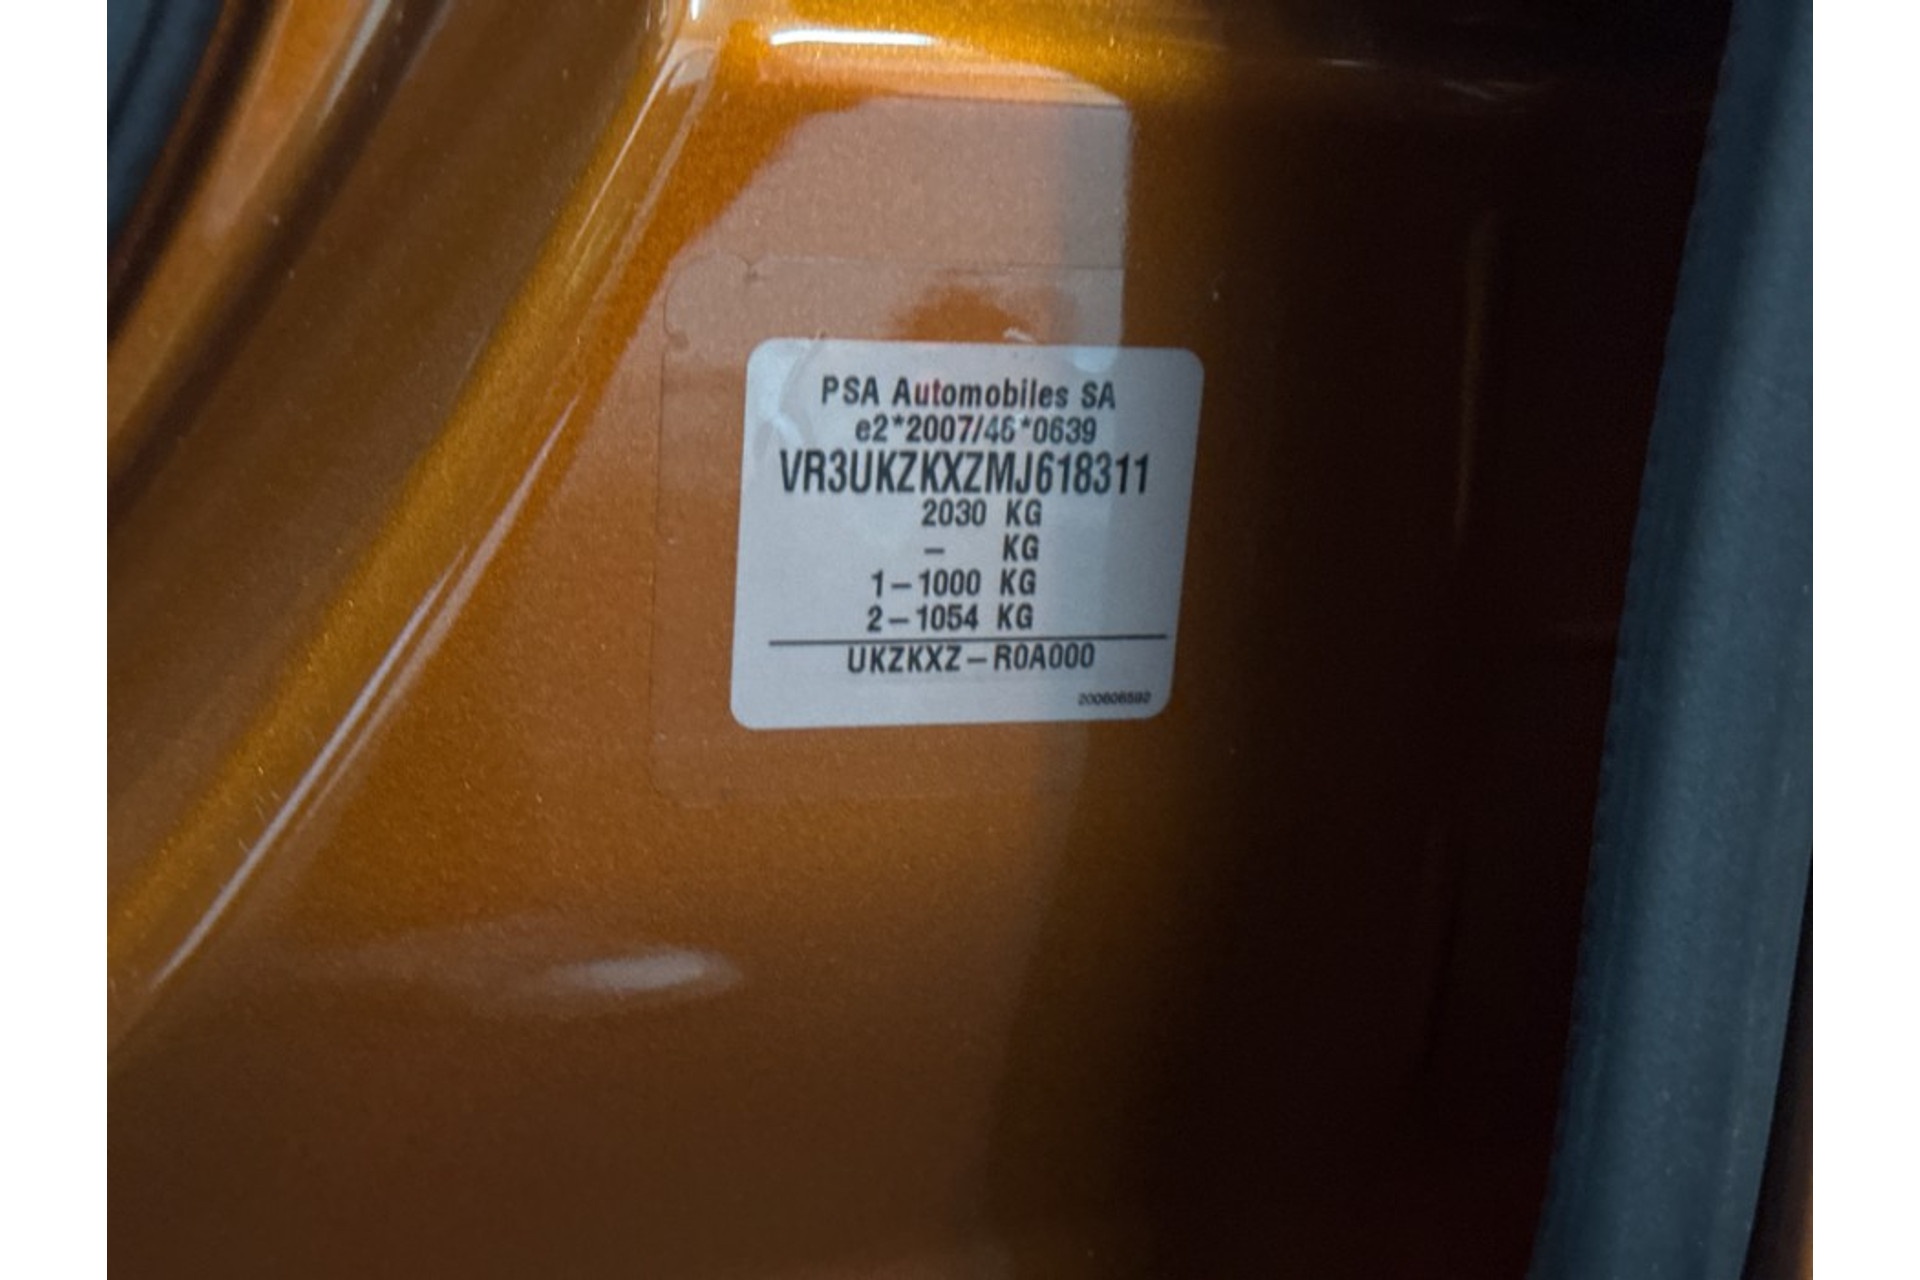 PSA Automobiles SA
e2*2007/46*0639
VR3UKZKXZMJ618311
2030 KG
– KG
1–1000 KG
2–1054 KG
UKZKXZ–R0A000